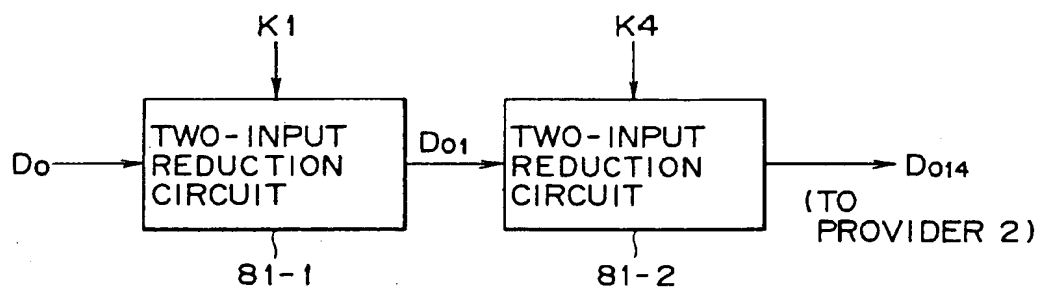 K1
K4
Do
TWO-INPUT
REDUCTION
CIRCUIT
Do1
TWO-INPUT
REDUCTION
CIRCUIT
Do14
(TO
PROVIDER 2)
81-1
81-2